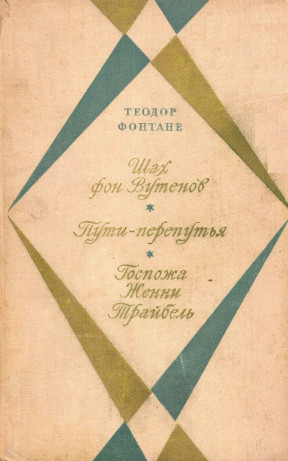 ТЕОДОР
ФОНТАНЕ
Шах
фон Вутенов
*
Пути-перепутья
*
Госпожа
Женни
Трайбель